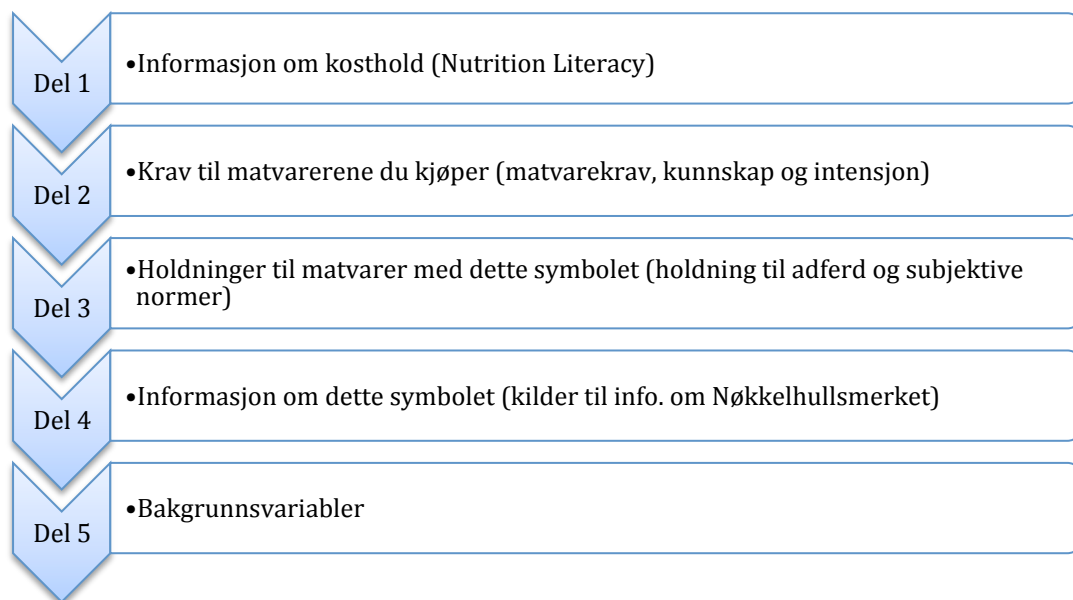 Del 1
•Informasjon om kosthold (Nutrition Literacy)
Del 2
•Krav til matvarerene du kjøper (matvarekrav, kunnskap og intensjon)
Del 3
•Holdninger til matvarer med dette symbolet (holdning til adferd og subjektive
normer)
Del 4
•Informasjon om dette symbolet (kilder til info. om Nøkkelhullsmerket)
Del 5
•Bakgrunnsvariabler